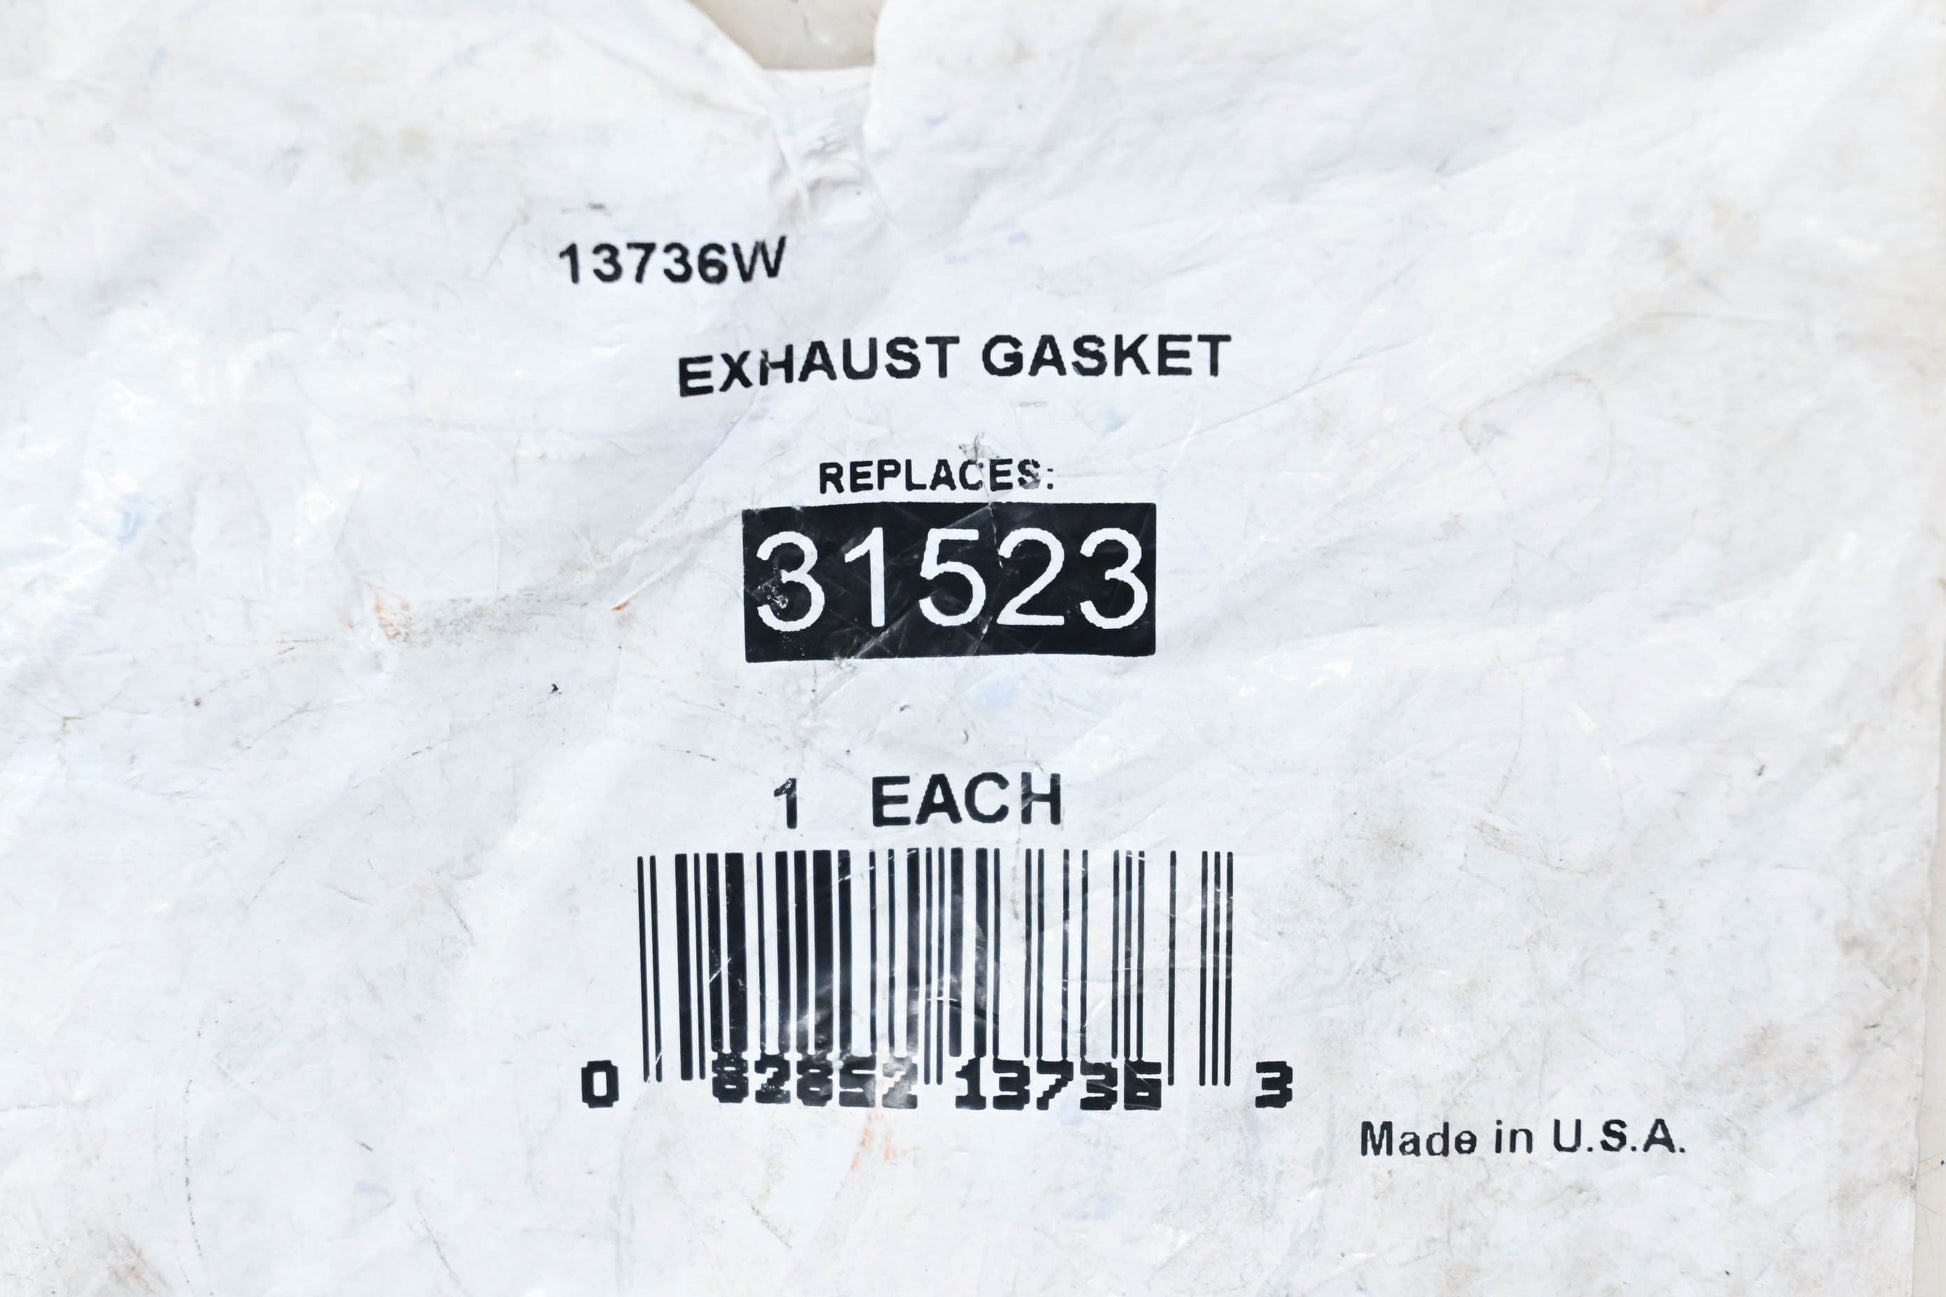 13736W
EXHAUST GASKET
REPLACES:
31523
1 EACH
0 82852 13736 3
Made in U.S.A.